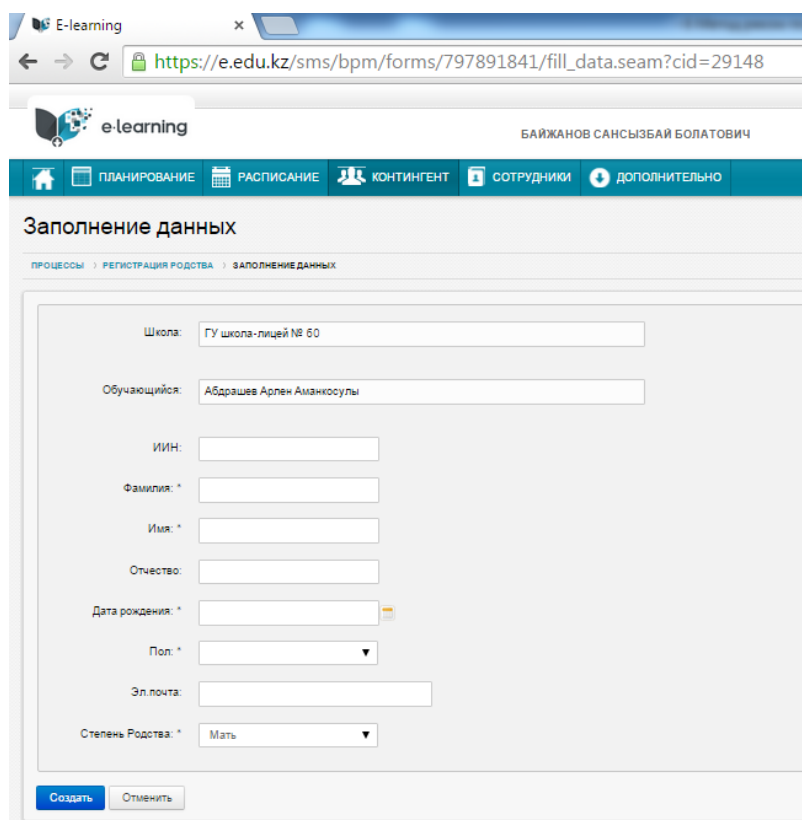 E-learning
https://e.edu.kz/sms/bpm/forms/797891841/fill_data.seam?cid=29148
e-learning
БАЙЖАНОВ САНСЫЗБАЙ БОЛАТОВИЧ
ПЛАНИРОВАНИЕ РАСПИСАНИЕ КОНТИНГЕНТ СОТРУДНИКИ ДОПОЛНИТЕЛЬНО
Заполнение данных
ПРОЦЕССЫ > РЕГИСТРАЦИЯ РОДСТВА > ЗАПОЛНЕНИЕ ДАННЫХ
Школа: ГУ школа-лицей № 60
Обучающийся: Абдрашев Арлен Аманкосулы
ИИН:
Фамилия: *
Имя: *
Отчество:
Дата рождения: *
Пол: *
Эл.почта:
Степень Родства: * Мать
Создать Отменить